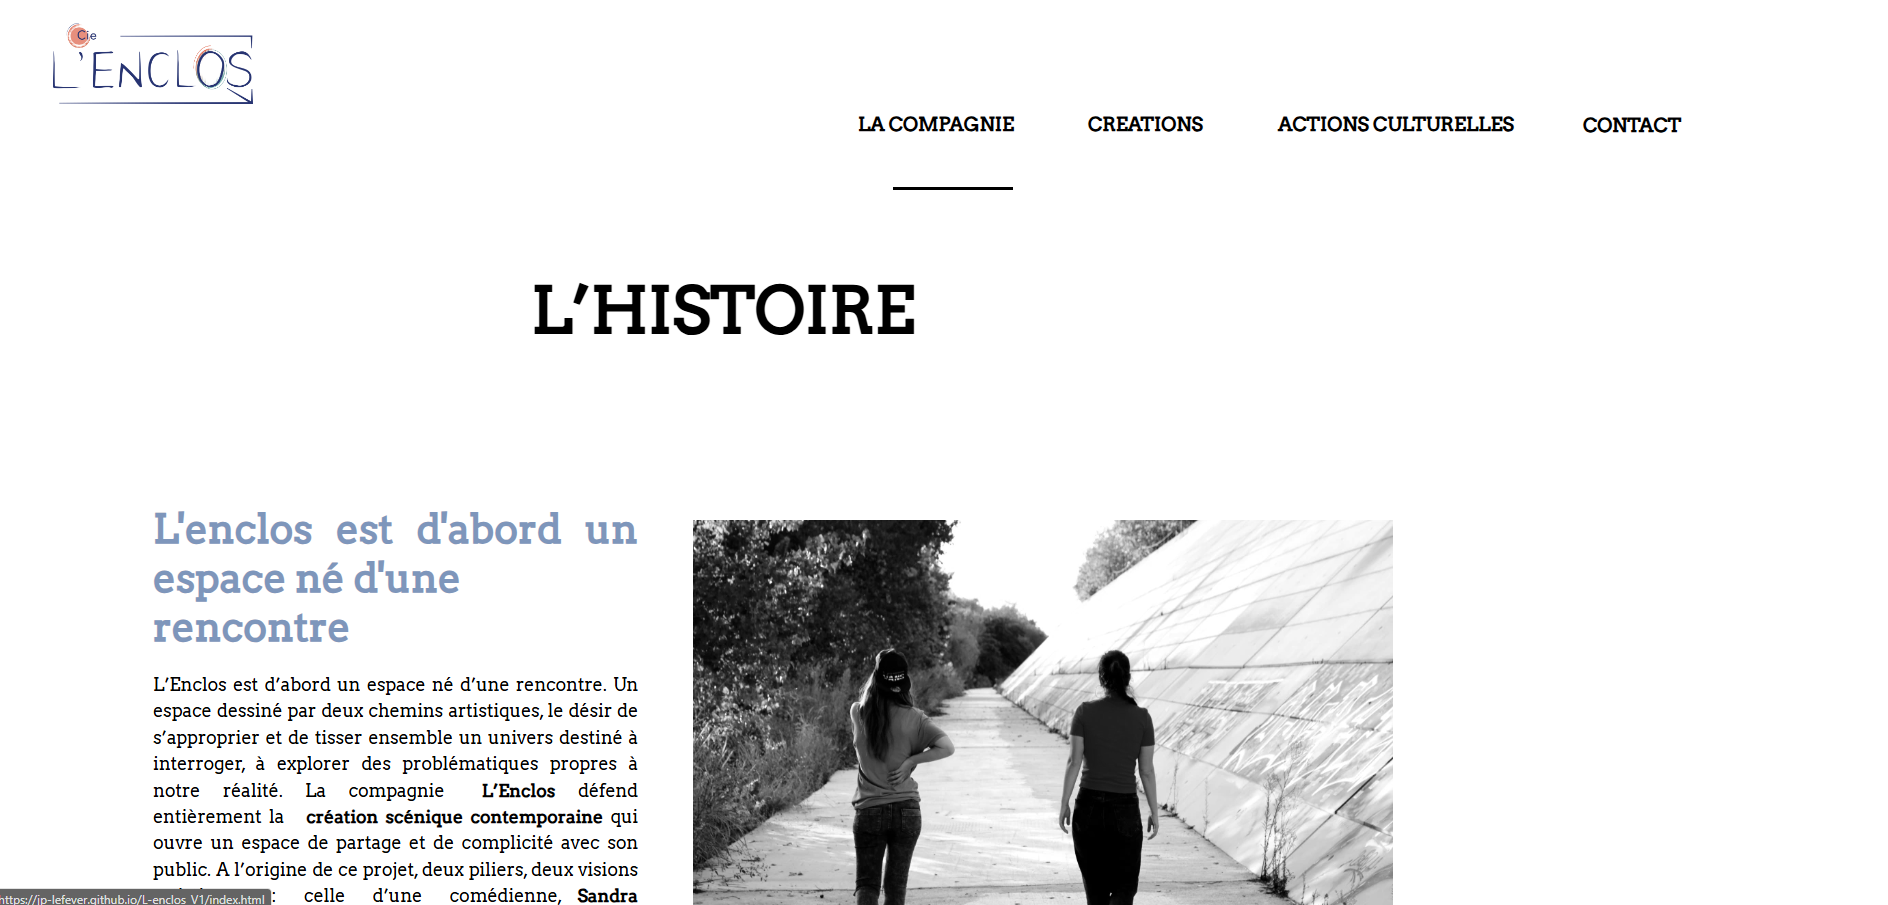 Cie
L'ENCLOS
LA COMPAGNIE CREATIONS ACTIONS CULTURELLES CONTACT
L’HISTOIRE
L'enclos est d'abord un
espace né d'une
rencontre
L’Enclos est d’abord un espace né d’une rencontre. Un
espace dessiné par deux chemins artistiques, le désir de
s’approprier et de tisser ensemble un univers destiné à
interroger, à explorer des problématiques propres à
notre réalité. La compagnie L’Enclos défend
entièrement la création scénique contemporaine qui
ouvre un espace de partage et de complicité avec son
public. A l’origine de ce projet, deux piliers, deux visions
: celle d’une comédienne, Sandra
VANS
https://jp-lefever.github.io/L-enclos_V1/index.html